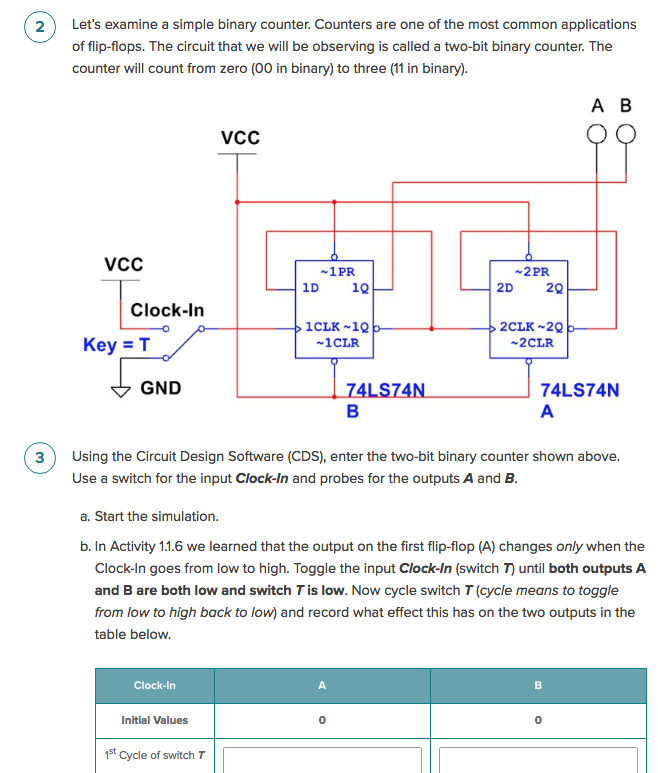 2
Let's examine a simple binary counter. Counters are one of the most common applications
of flip-flops. The circuit that we will be observing is called a two-bit binary counter. The
counter will count from zero (00 in binary) to three (11 in binary).
A B
VCC
VCC
~1PR
~2PR
1D 1Q
2D 2Q
Clock-In
1CLK ~1Q
2CLK ~2Q
Key = T
~1CLR
~2CLR
GND
74LS74N
74LS74N
B
A
3
Using the Circuit Design Software (CDS), enter the two-bit binary counter shown above.
Use a switch for the input Clock-In and probes for the outputs A and B.
a. Start the simulation.
b. In Activity 1.1.6 we learned that the output on the first flip-flop (A) changes only when the
Clock-In goes from low to high. Toggle the input Clock-In (switch T) until both outputs A
and B are both low and switch T is low. Now cycle switch T (cycle means to toggle
from low to high back to low) and record what effect this has on the two outputs in the
table below.
Clock-In A B
Initial Values 0 0
1st Cycle of switch T